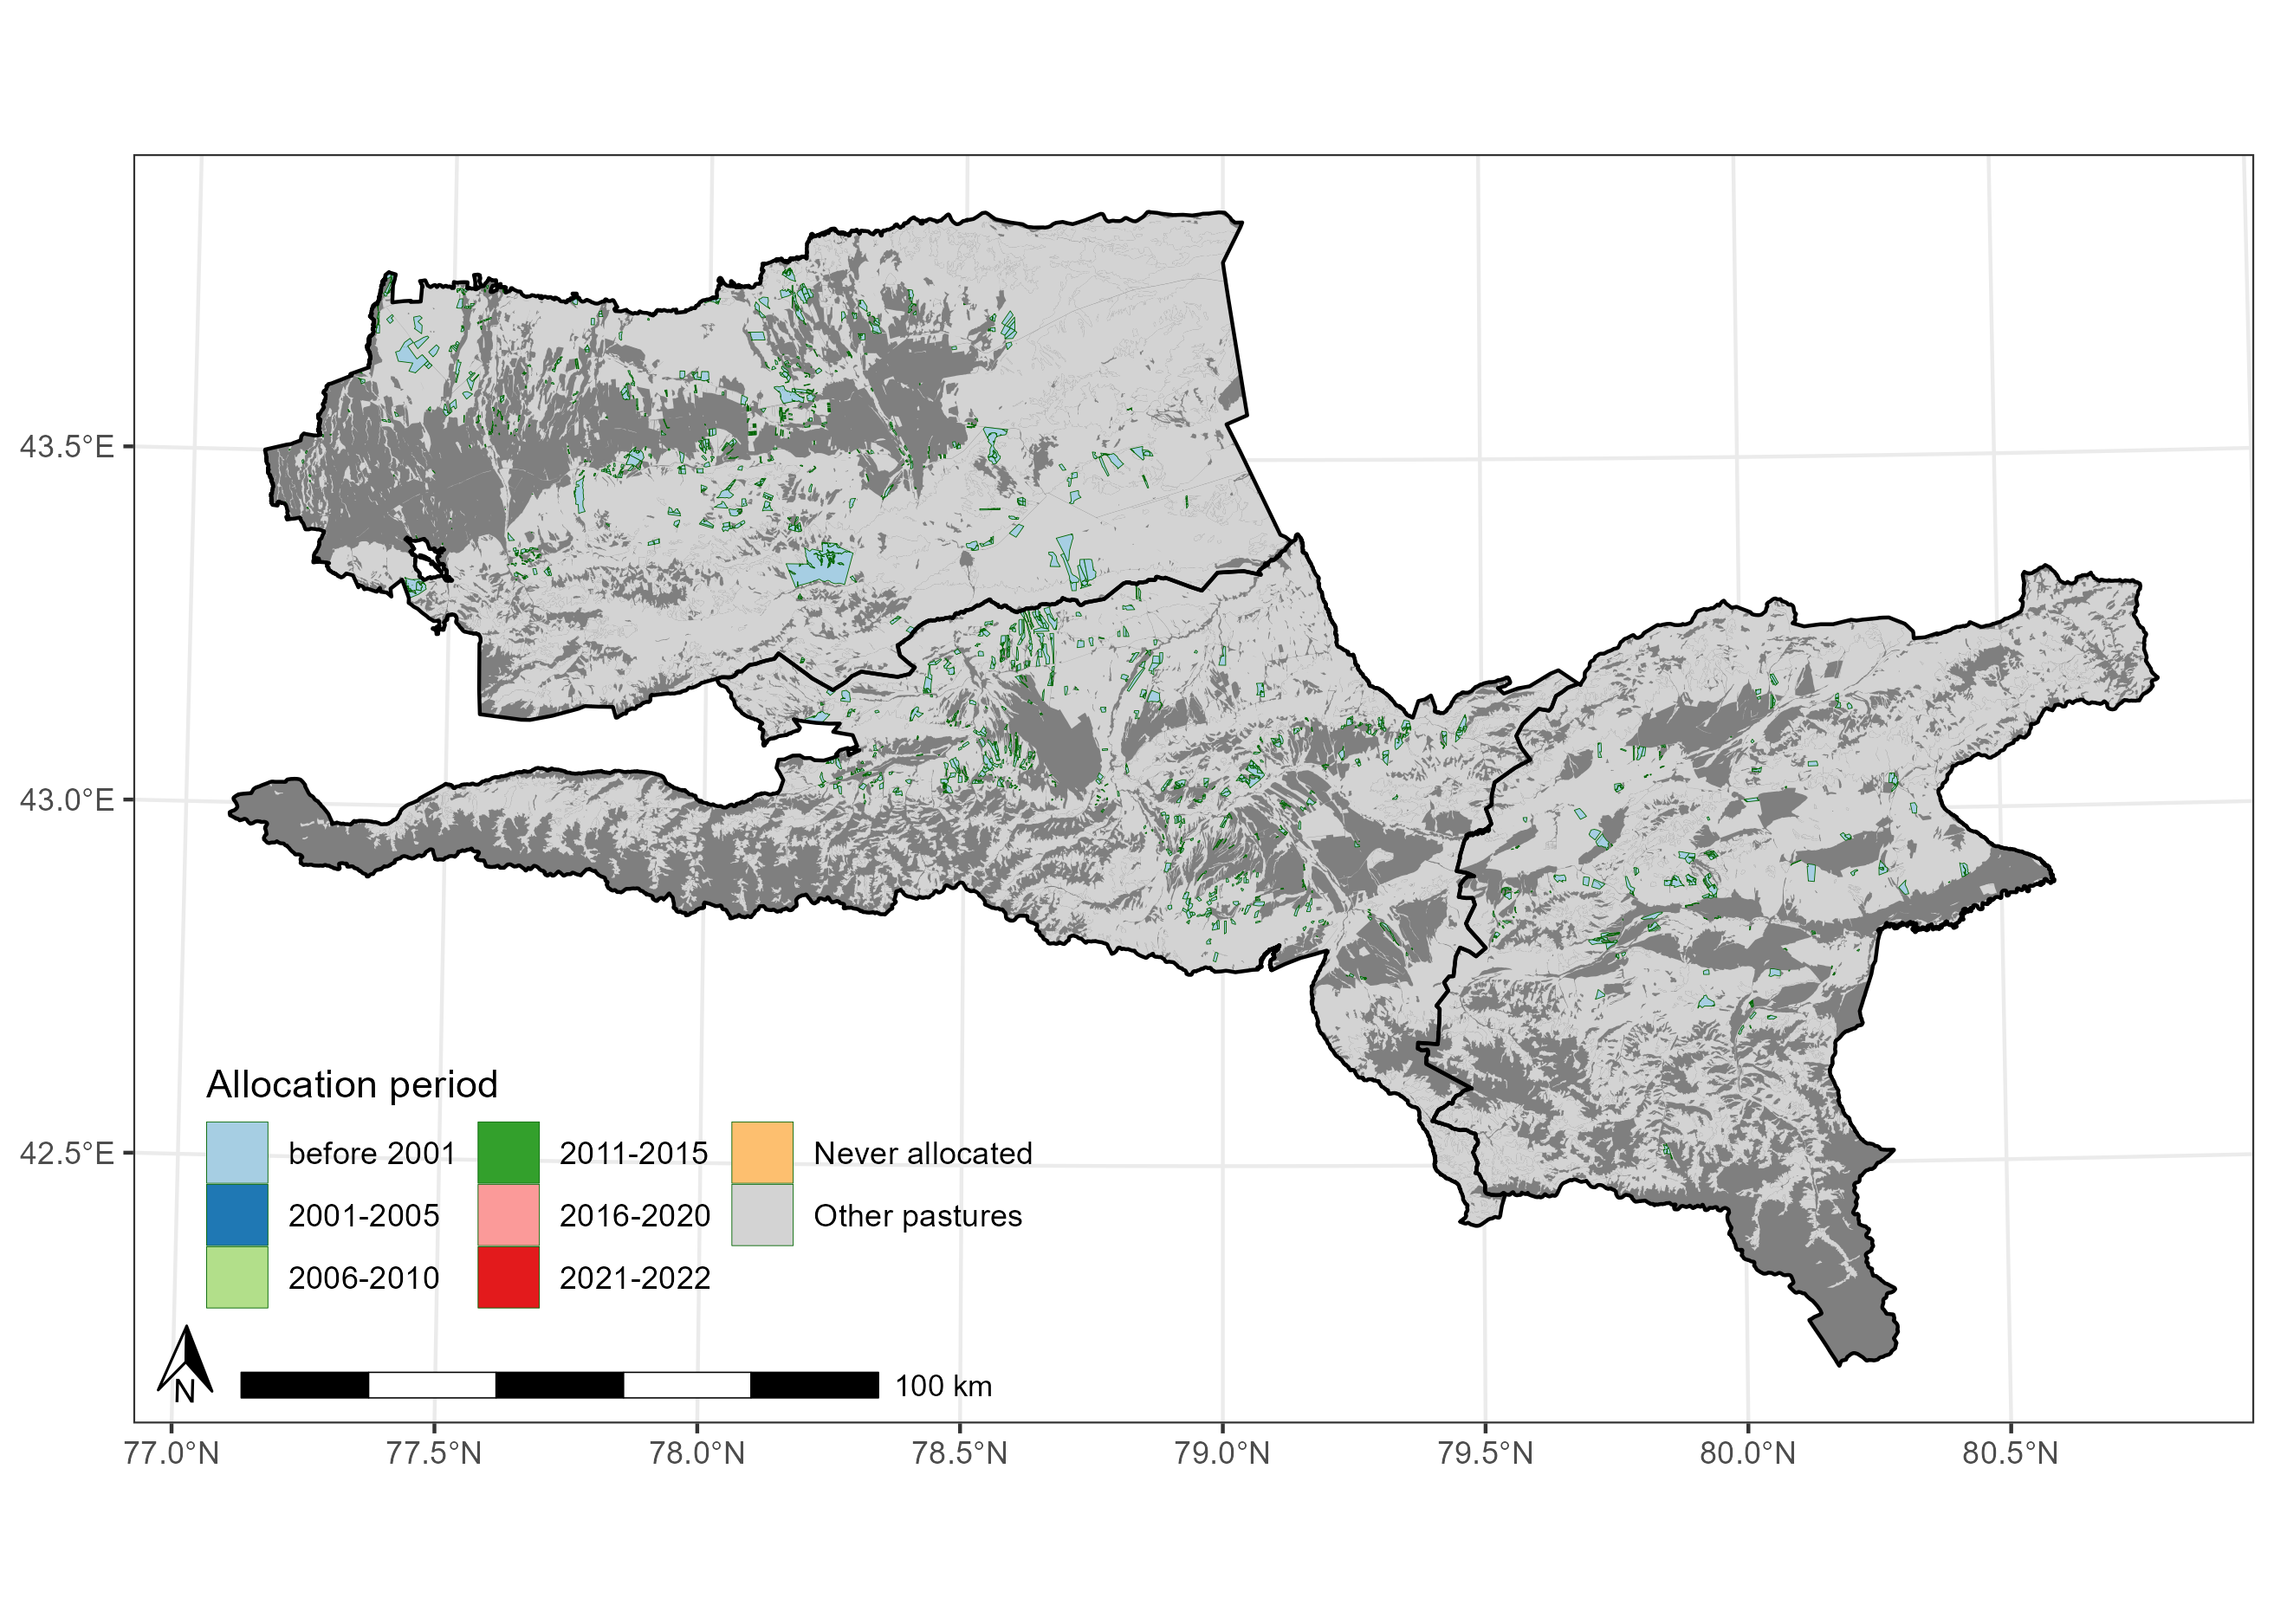 43.5°E
43.0°E
42.5°E
Allocation period
before 2001
2011-2015
Never allocated
2001-2005
2016-2020
Other pastures
2006-2010
2021-2022
N
100 km
77.0°N 77.5°N 78.0°N 78.5°N 79.0°N 79.5°N 80.0°N 80.5°N